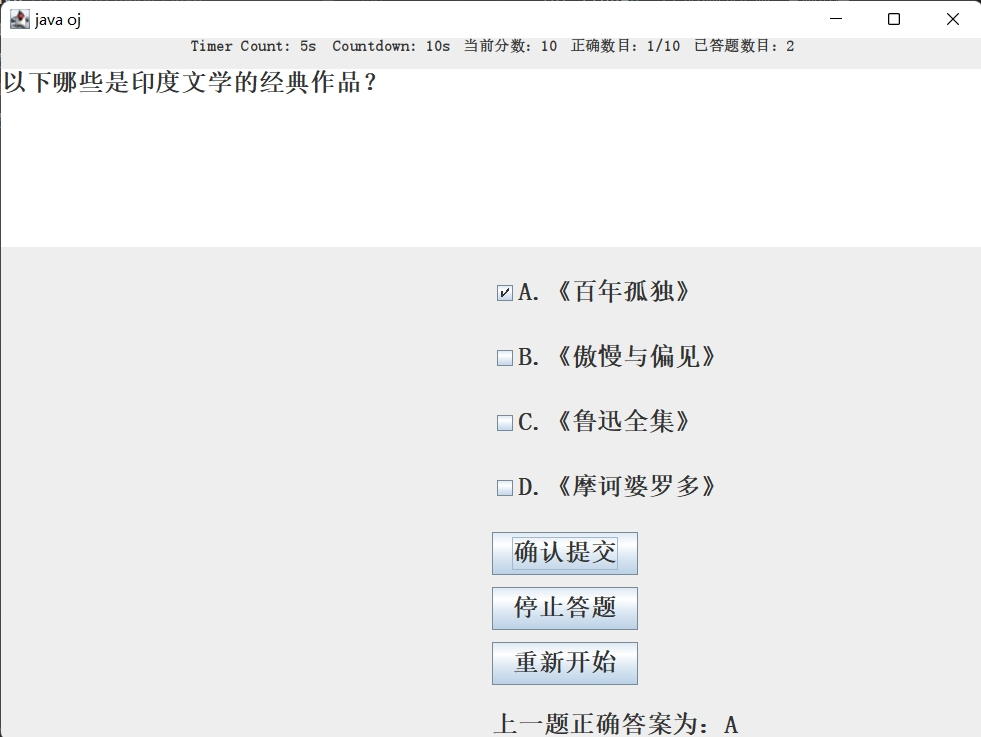 java oj
Timer Count: 5s Countdown: 10s 当前分数: 10 正确数目: 1/10 已答题数目: 2
以下哪些是印度文学的经典作品？
A. 《百年孤独》
B. 《傲慢与偏见》
C. 《鲁迅全集》
D. 《摩诃婆罗多》
确认提交
停止答题
重新开始
上一题正确答案为: A